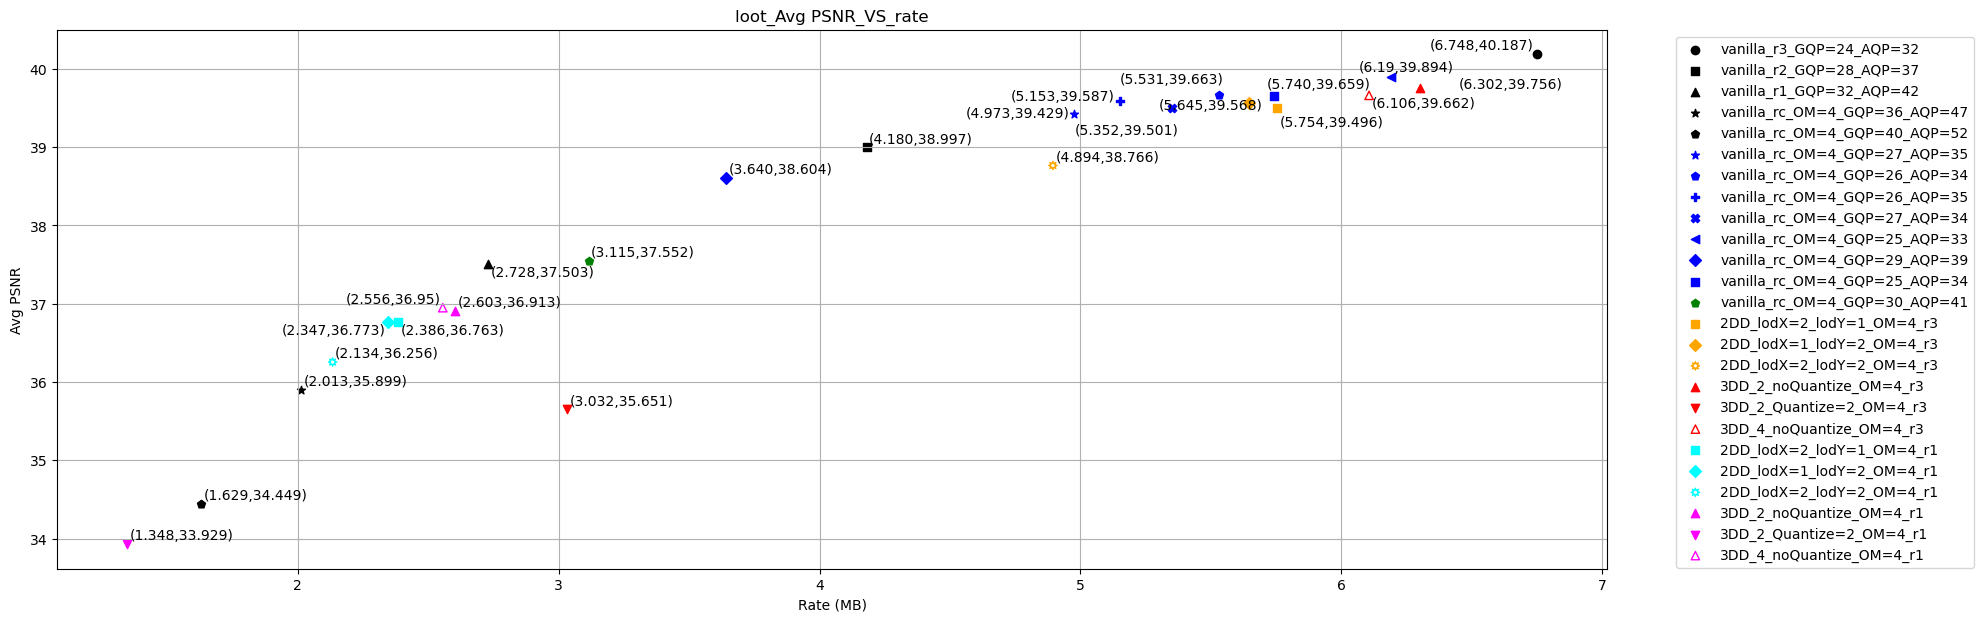 loot_Avg PSNR_VS_rate
Avg PSNR
40
39
38
37
36
35
34
2
3
4
5
6
7
Rate (MB)
(6.748,40.187)
(6.19,39.894)
(5.531,39.663)
(5.740,39.659)
(6.302,39.756)
(5.153,39.587)
(5.645,39.568)
(6.106,39.662)
(4.973,39.429)
(5.352,39.501)
(5.754,39.496)
(4.180,38.997)
(4.894,38.766)
(3.640,38.604)
(3.115,37.552)
(2.728,37.503)
(2.556,36.95)
(2.603,36.913)
(2.347,36.773)
(2.386,36.763)
(2.134,36.256)
(2.013,35.899)
(3.032,35.651)
(1.629,34.449)
(1.348,33.929)
vanilla_r3_GQP=24_AQP=32
vanilla_r2_GQP=28_AQP=37
vanilla_r1_GQP=32_AQP=42
vanilla_rc_OM=4_GQP=36_AQP=47
vanilla_rc_OM=4_GQP=40_AQP=52
vanilla_rc_OM=4_GQP=27_AQP=35
vanilla_rc_OM=4_GQP=26_AQP=34
vanilla_rc_OM=4_GQP=26_AQP=35
vanilla_rc_OM=4_GQP=27_AQP=34
vanilla_rc_OM=4_GQP=25_AQP=33
vanilla_rc_OM=4_GQP=29_AQP=39
vanilla_rc_OM=4_GQP=25_AQP=34
vanilla_rc_OM=4_GQP=30_AQP=41
2DD_lodX=2_lodY=1_OM=4_r3
2DD_lodX=1_lodY=2_OM=4_r3
2DD_lodX=2_lodY=2_OM=4_r3
3DD_2_noQuantize_OM=4_r3
3DD_2_Quantize=2_OM=4_r3
3DD_4_noQuantize_OM=4_r3
2DD_lodX=2_lodY=1_OM=4_r1
2DD_lodX=1_lodY=2_OM=4_r1
2DD_lodX=2_lodY=2_OM=4_r1
3DD_2_noQuantize_OM=4_r1
3DD_2_Quantize=2_OM=4_r1
3DD_4_noQuantize_OM=4_r1